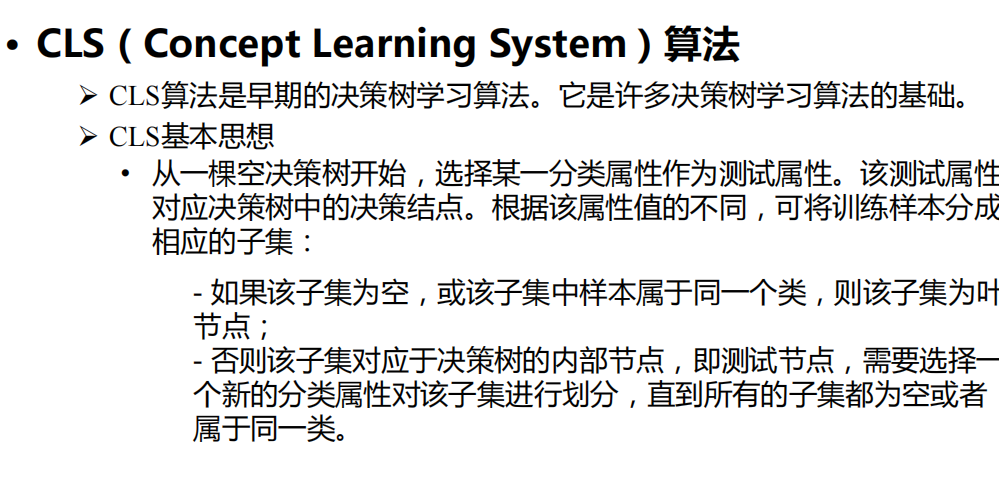 • CLS（Concept Learning System）算法
➢ CLS算法是早期的决策树学习算法。它是许多决策树学习算法的基础。
➢ CLS基本思想
• 从一棵空决策树开始，选择某一分类属性作为测试属性。该测试属性
对应决策树中的决策结点。根据该属性值的不同，可将训练样本分成
相应的子集：
- 如果该子集为空，或该子集中样本属于同一个类，则该子集为叶
节点；
- 否则该子集对应于决策树的内部节点，即测试节点，需要选择一
个新的分类属性对该子集进行划分，直到所有的子集都为空或者
属于同一类。